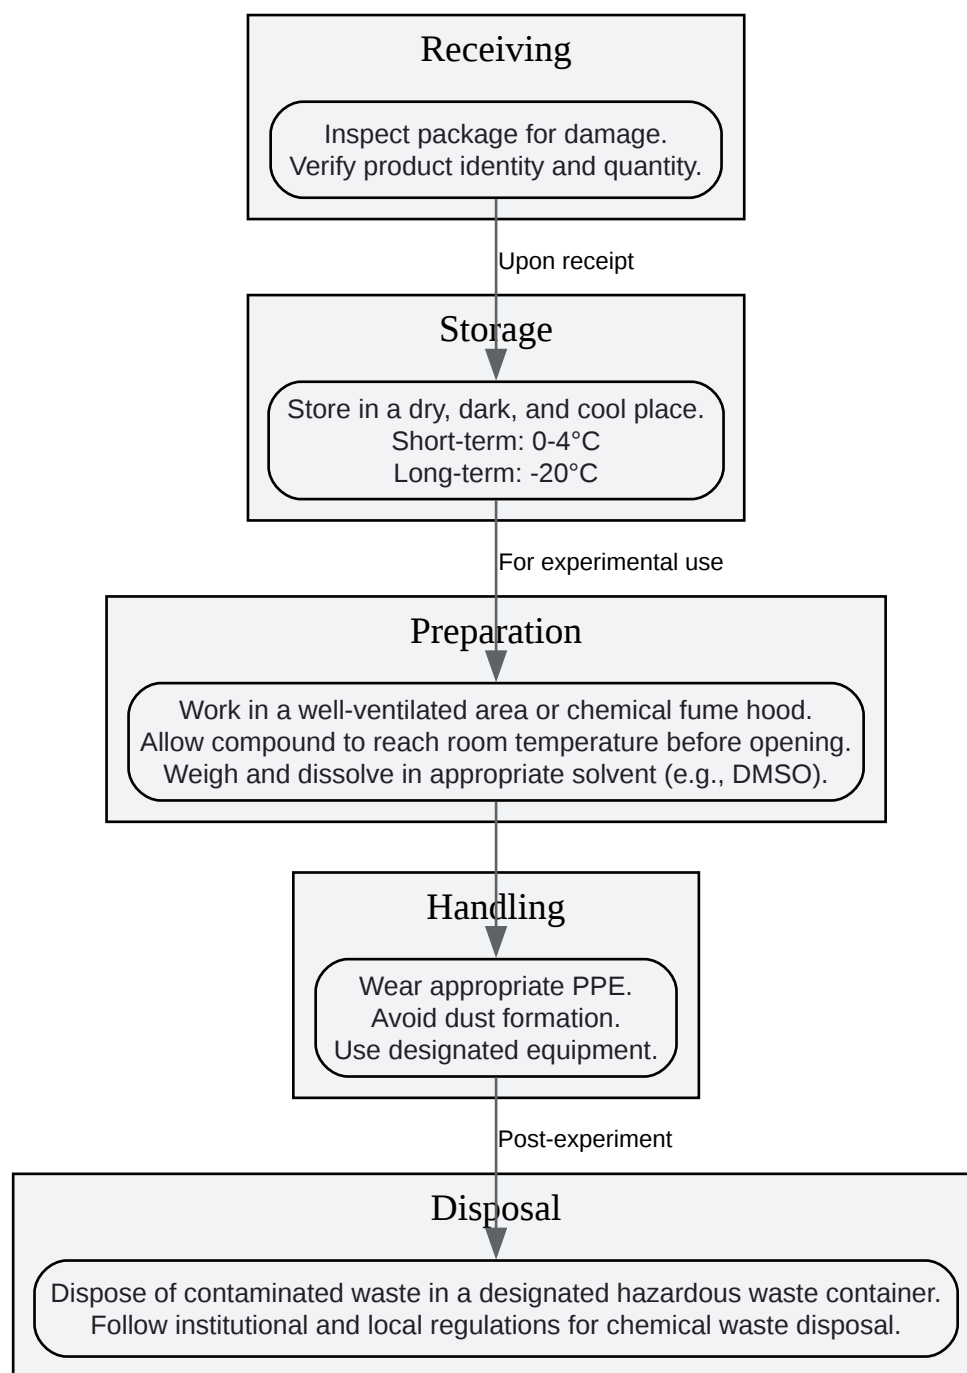 Receiving
Inspect package for damage.
Verify product identity and quantity.
Upon receipt
Storage
Store in a dry, dark, and cool place.
Short-term: 0-4°C
Long-term: -20°C
For experimental use
Preparation
Work in a well-ventilated area or chemical fume hood.
Allow compound to reach room temperature before opening.
Weigh and dissolve in appropriate solvent (e.g., DMSO).
Handling
Wear appropriate PPE.
Avoid dust formation.
Use designated equipment.
Post-experiment
Disposal
Dispose of contaminated waste in a designated hazardous waste container.
Follow institutional and local regulations for chemical waste disposal.